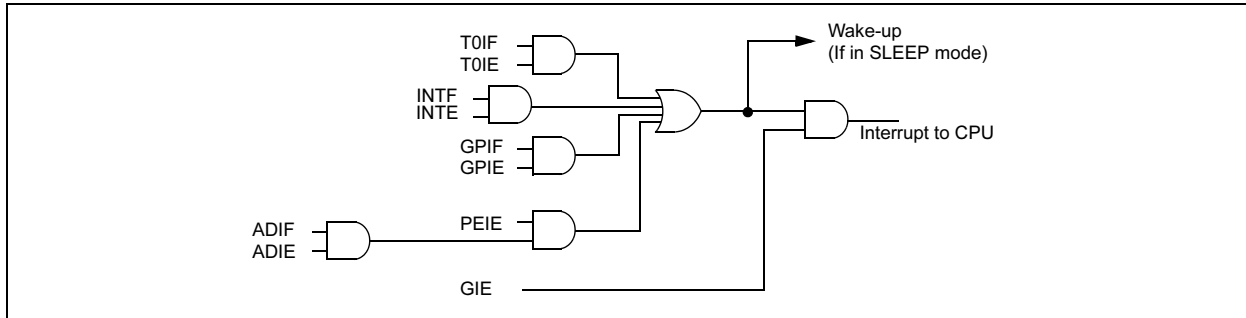 T0IF
T0IE
Wake-up
(If in SLEEP mode)
INTF
INTE
Interrupt to CPU
GPIF
GPIE
PEIE
ADIF
ADIE
GIE